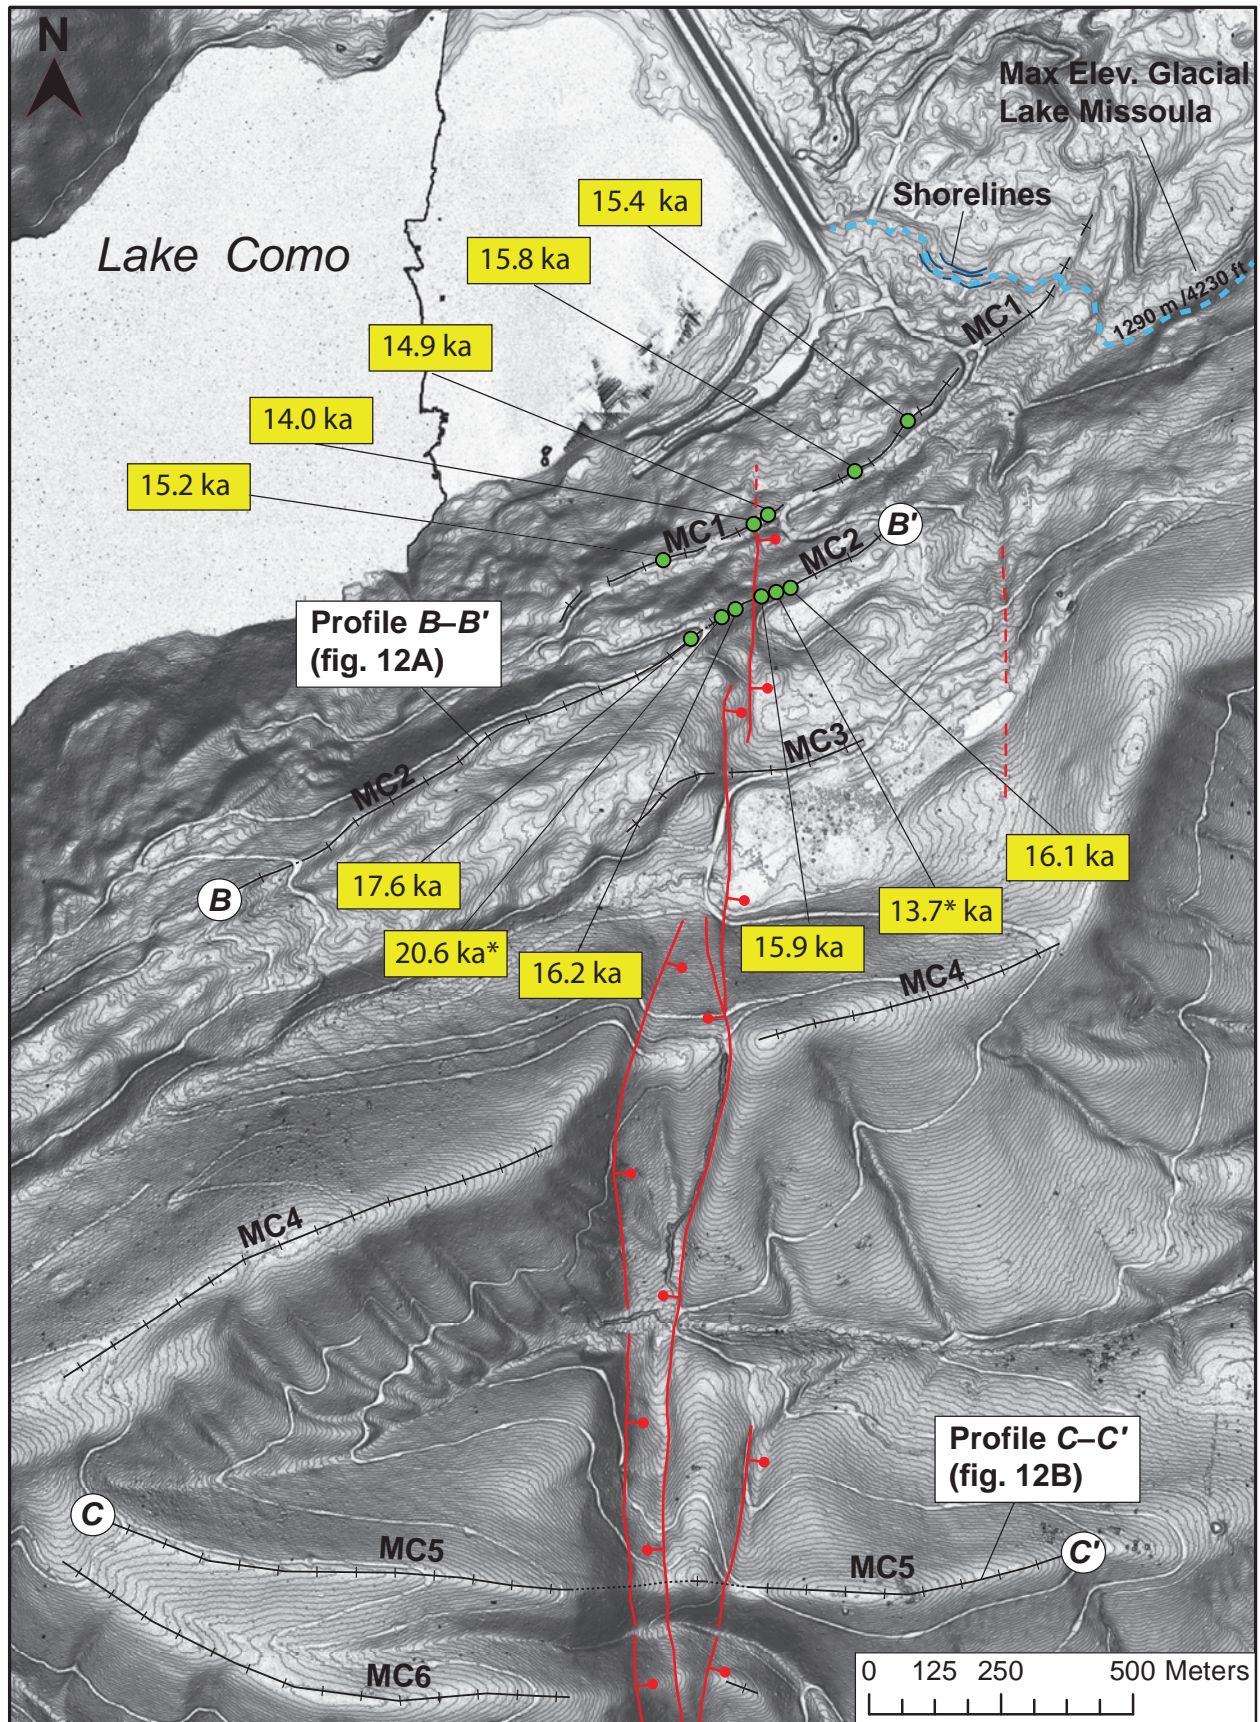 N
Max Elev. Glacial
Lake Missoula
15.4 ka
Shorelines
Lake Como
15.8 ka
1290 m /4230 ft
MC1
14.9 ka
14.0 ka
15.2 ka
MC1
B'
MC2
Profile B–B'
(fig. 12A)
MC3
MC2
16.1 ka
17.6 ka
B
13.7* ka
20.6 ka*
15.9 ka
16.2 ka
MC4
MC4
Profile C–C'
(fig. 12B)
C
MC5
C'
MC5
MC6
0 125 250 500 Meters